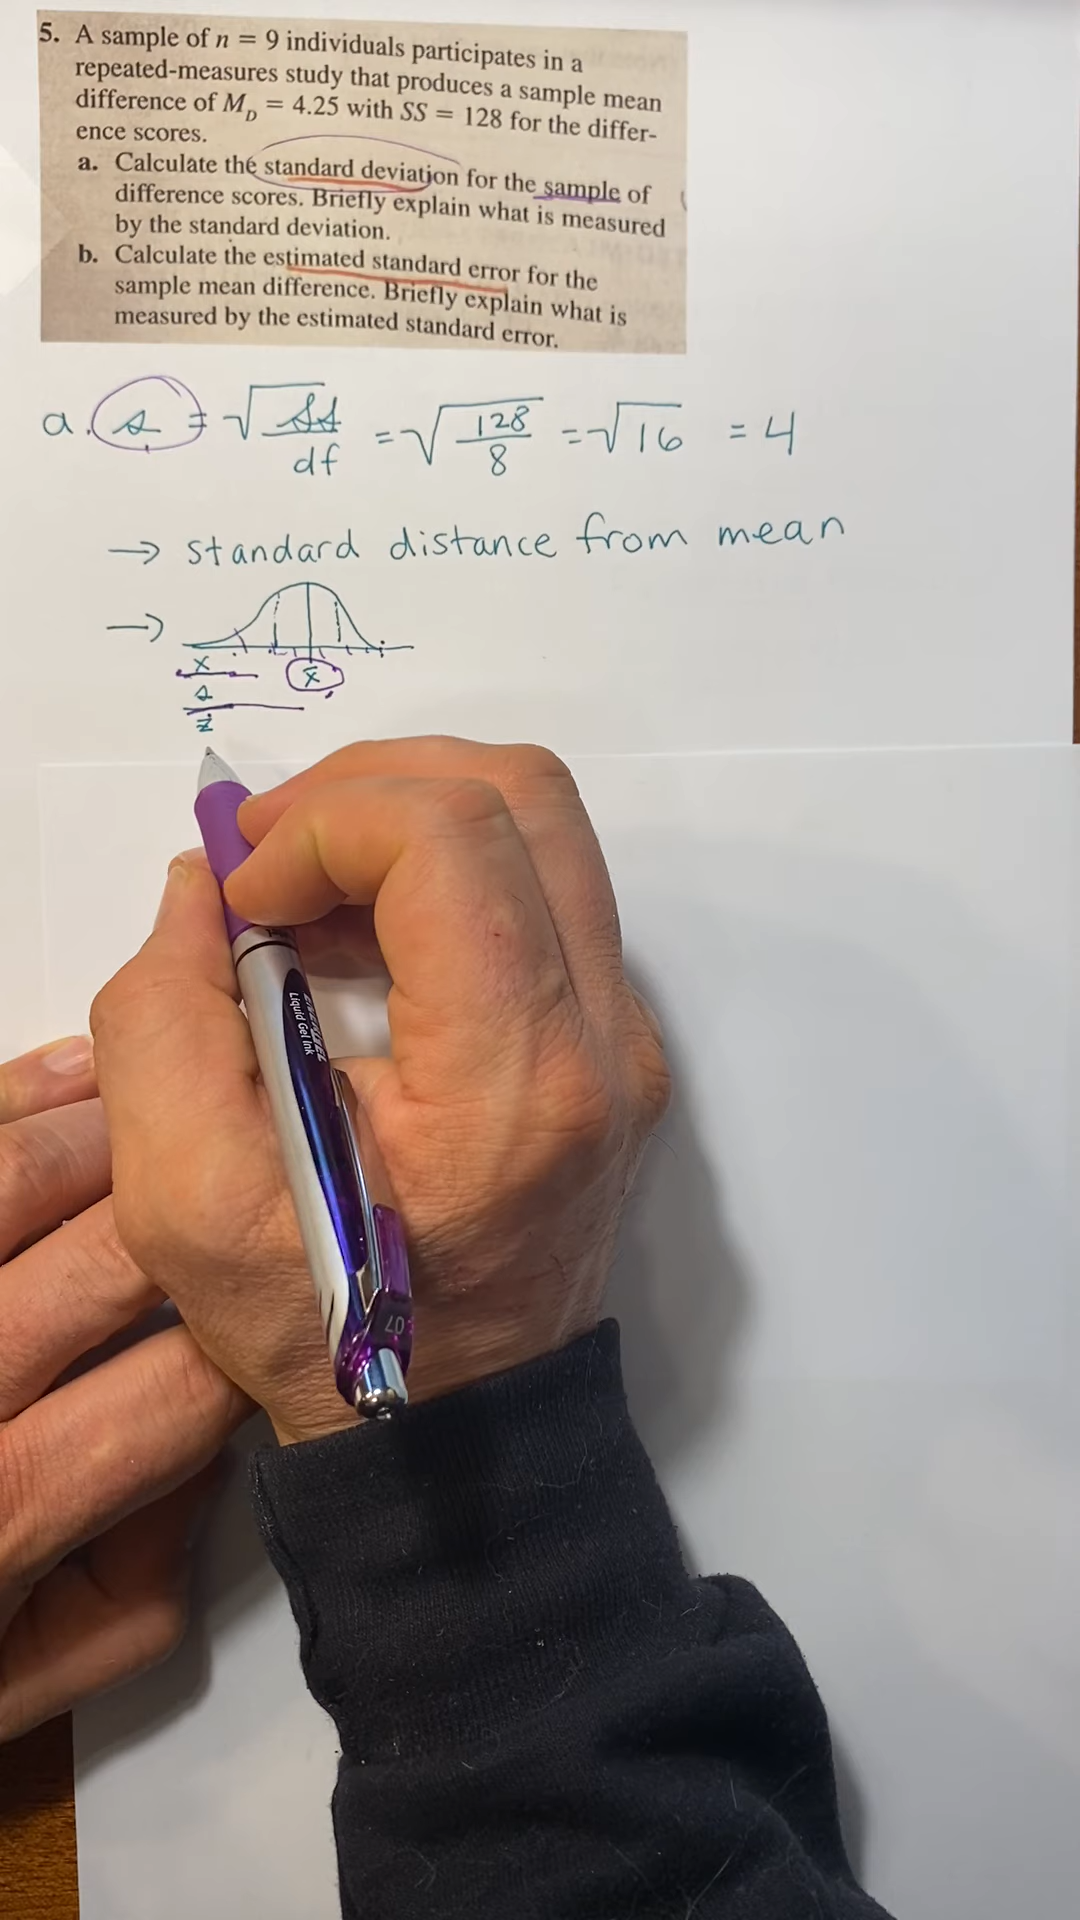 5. A sample of n = 9 individuals participates in a
repeated-measures study that produces a sample mean
difference of M_D = 4.25 with SS = 128 for the differ-
ence scores.
a. Calculate the standard deviation for the sample of
difference scores. Briefly explain what is measured
by the standard deviation.
b. Calculate the estimated standard error for the
sample mean difference. Briefly explain what is
measured by the estimated standard error.
a. s = √SS/df = √128/8 = √16 = 4
→ standard distance from mean
→
x x̄
s
z
Liquid Gel Ink
.07